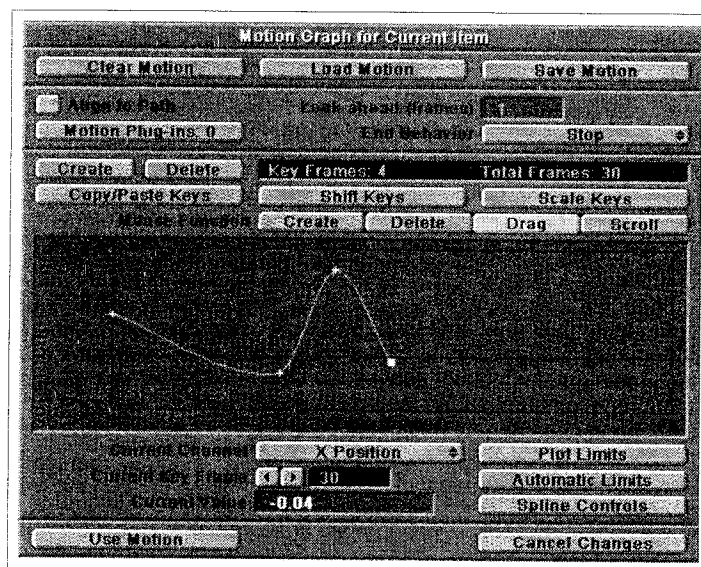 Motion Graph for Current Item
Clear Motion Load Motion Save Motion
Align to Path Look-ahead (frames)
Motion Plug-ins: 0 End Behavior Stop
Create Delete Key Frames: 4 Total Frames: 30
Copy/Paste Keys Shift Keys Scale Keys
Mouse Function Create Delete Drag Scroll
Current Channel X Position Plot Limits
Current Key Frame 30 Automatic Limits
Current Value -0.04 Spline Controls
Use Motion Cancel Changes